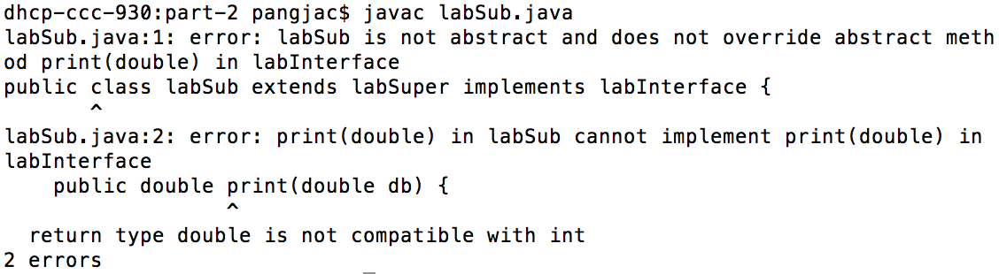 dhcp-ccc-930:part-2 pangjac$ javac labSub.java
labSub.java:1: error: labSub is not abstract and does not override abstract meth
od print(double) in labInterface
public class labSub extends labSuper implements labInterface {
       ^
labSub.java:2: error: print(double) in labSub cannot implement print(double) in
labInterface
    public double print(double db) {
                  ^
  return type double is not compatible with int
2 errors